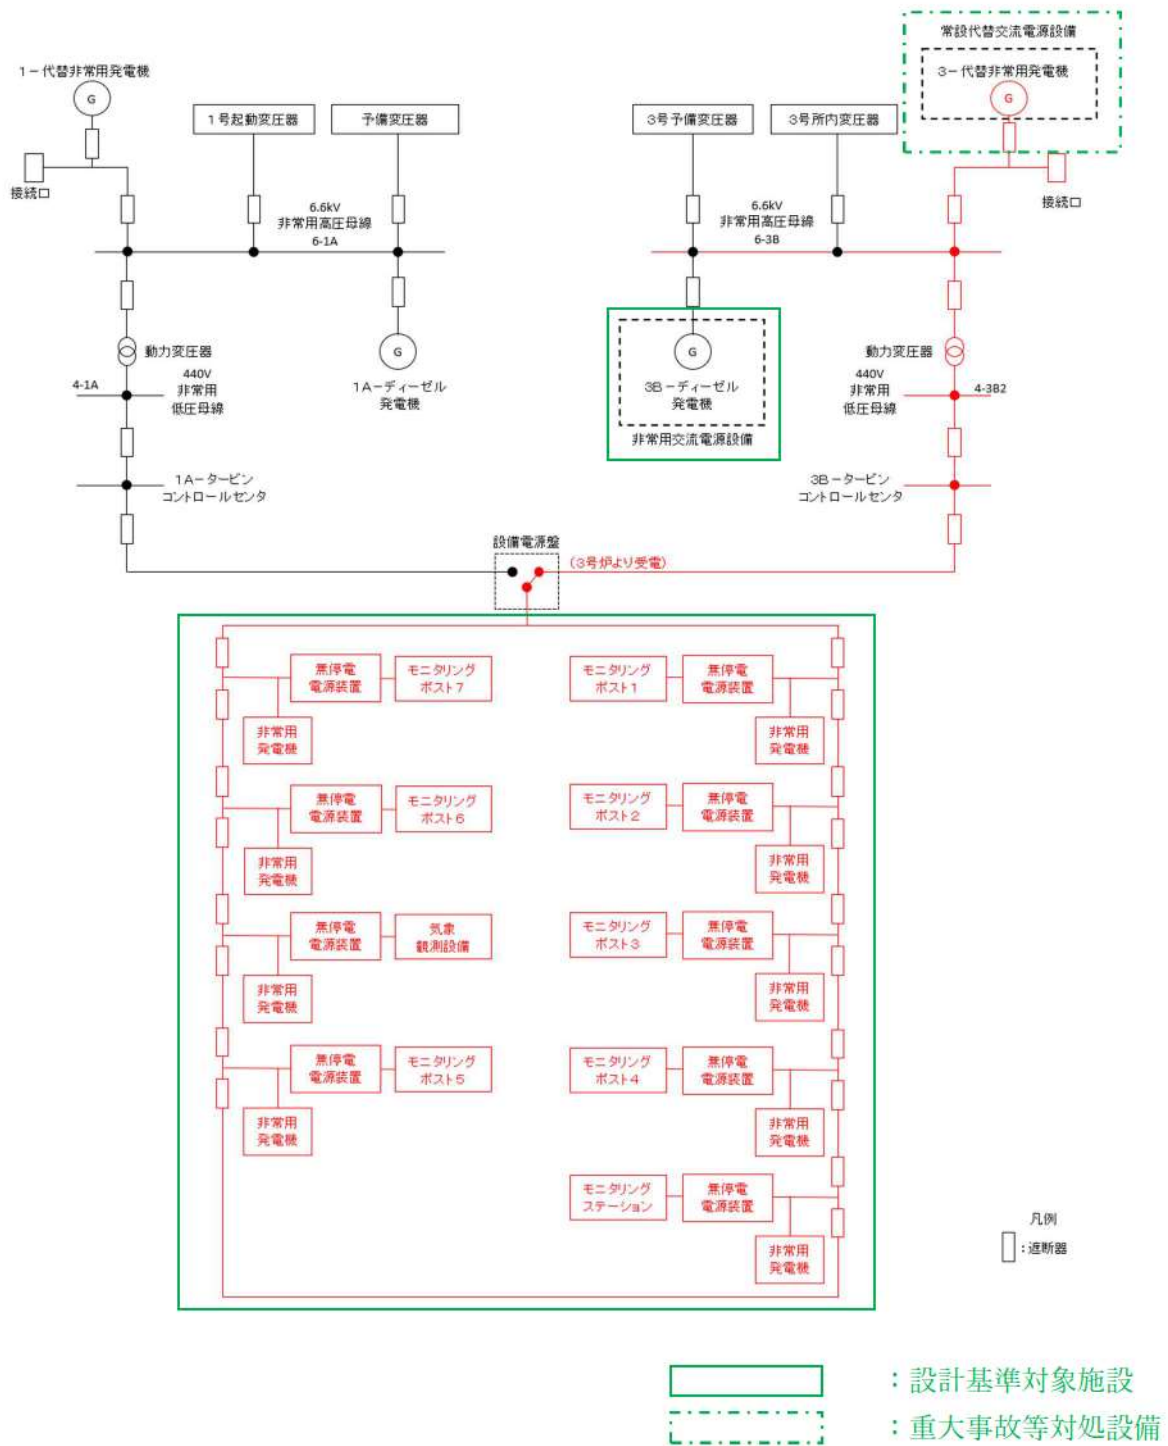 常設代替交流電源設備
1－代替非常用発電機
G
1号起動変圧器
予備変圧器
3号予備変圧器
3号所内変圧器
3－代替非常用発電機
G
接続口
接続口
6.6kV
非常用高圧母線
6-1A
6.6kV
非常用高圧母線
6-3B
動力変圧器
G
1A－ディーゼル
発電機
G
3B－ディーゼル
発電機
非常用交流電源設備
動力変圧器
4-1A
440V
非常用
低圧母線
440V
非常用
低圧母線
4-3B2
1A－タービン
コントロールセンタ
3B－タービン
コントロールセンタ
設備電源盤
(3号炉より受電)
無停電
電源装置
モニタリング
ポスト7
非常用
発電機
モニタリング
ポスト1
無停電
電源装置
非常用
発電機
無停電
電源装置
モニタリング
ポスト6
非常用
発電機
モニタリング
ポスト2
無停電
電源装置
非常用
発電機
無停電
電源装置
気象
観測設備
非常用
発電機
モニタリング
ポスト3
無停電
電源装置
非常用
発電機
無停電
電源装置
モニタリング
ポスト5
非常用
発電機
モニタリング
ポスト4
無停電
電源装置
非常用
発電機
モニタリング
ステーション
無停電
電源装置
非常用
発電機
凡例
：遮断器
：設計基準対象施設
：重大事故等対処設備